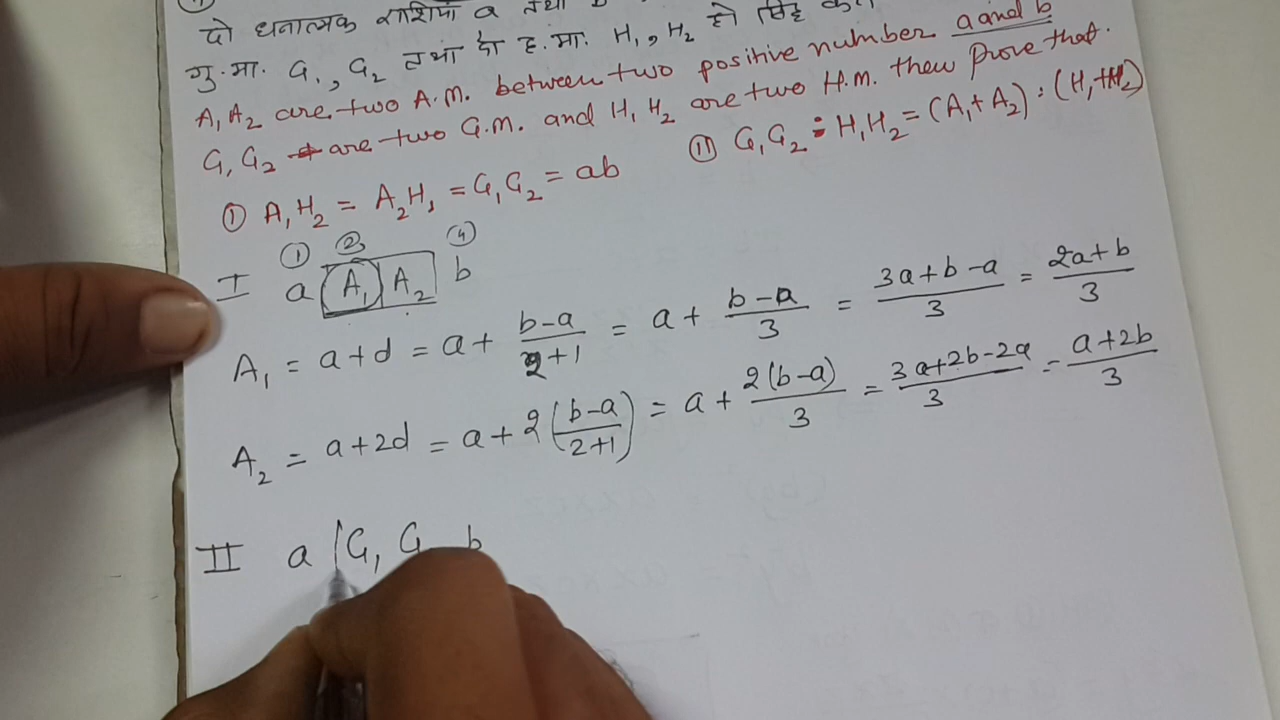 दो धनात्मक राशियों a तथा
गु.मा. G₁, G₂ तथा दो ह.मा. H₁, H₂ हो सिद्ध करो
A₁ A₂ are two A.M. between two positive number a and b
G₁ G₂ are two G.M. and H₁ H₂ are two H.M. then prove that.
① A₁H₂ = A₂H₁ = G₁G₂ = ab ⑪ G₁G₂ : H₁H₂ = (A₁+A₂) : (H₁+H₂)
① ② ④
I a A₁ A₂ b
A₁ = a+d = a + (b-a)/(2+1) = a + (b-a)/3 = (3a+b-a)/3 = (2a+b)/3
A₂ = a+2d = a+2((b-a)/(2+1)) = a + 2(b-a)/3 = (3a+2b-2a)/3 = (a+2b)/3
II a G₁ G b